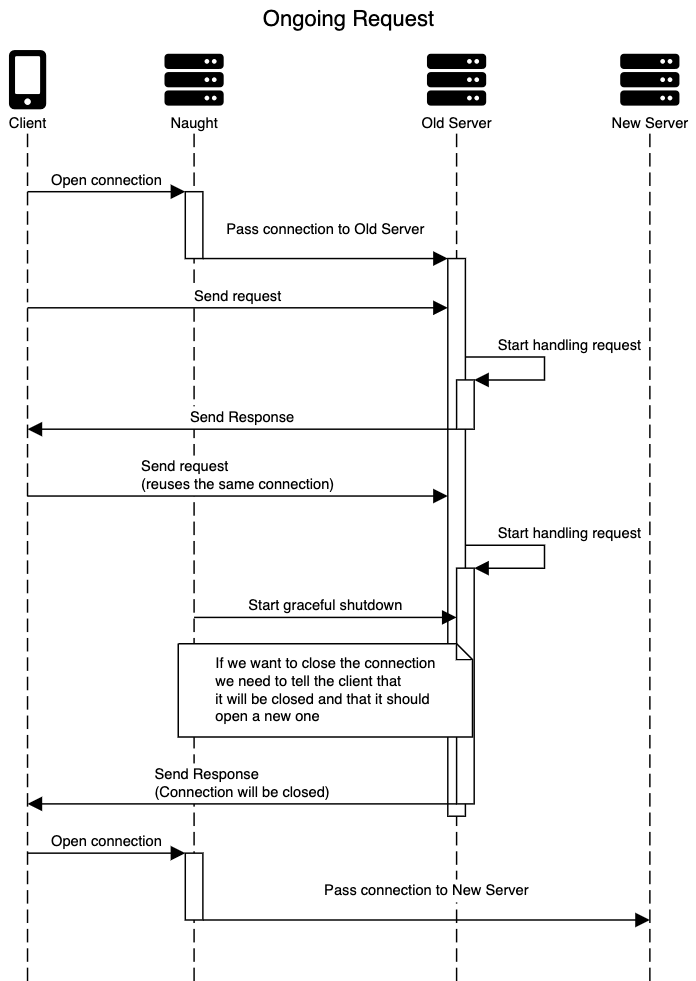 Ongoing Request
Client
Naught
Old Server
New Server
Open connection
Pass connection to Old Server
Send request
Start handling request
Send Response
Send request
(reuses the same connection)
Start handling request
Start graceful shutdown
If we want to close the connection
we need to tell the client that
it will be closed and that it should
open a new one
Send Response
(Connection will be closed)
Open connection
Pass connection to New Server